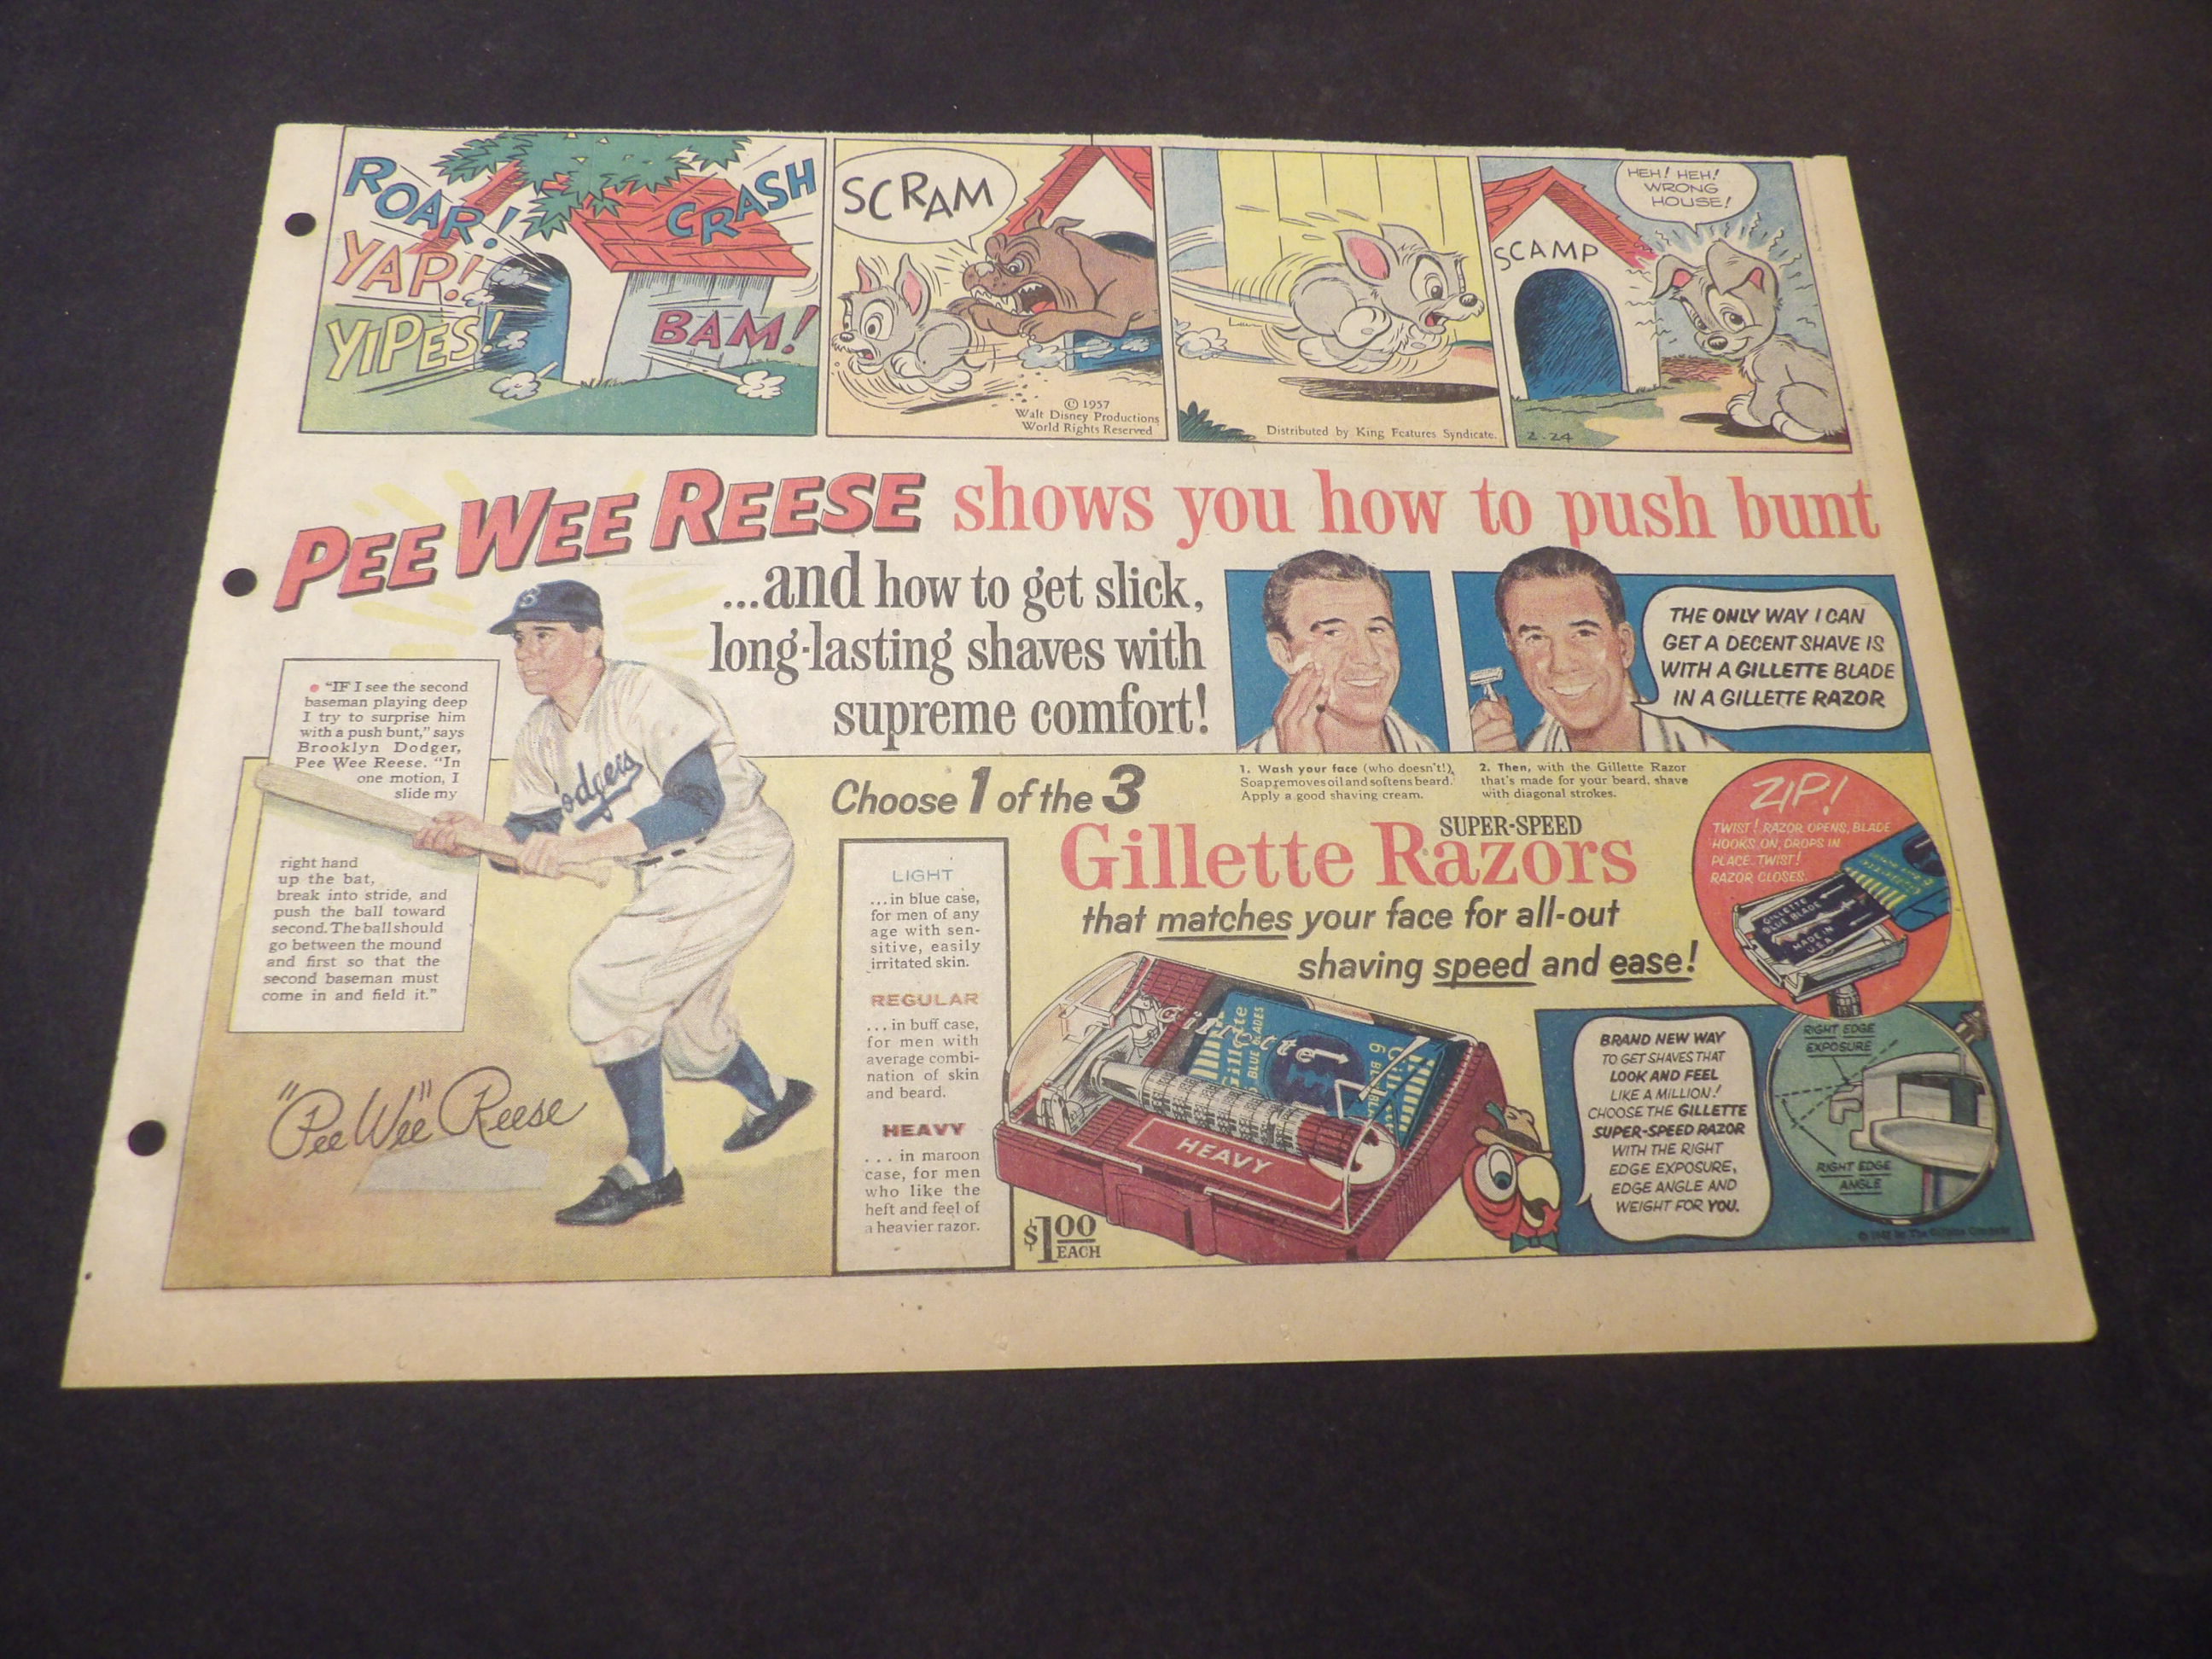 ROAR!
YAP!
YIPES!
CRASH
BAM!
SCRAM
© 1957
Walt Disney Productions
World Rights Reserved
Distributed by King Features Syndicate.
HEH! HEH!
WRONG
HOUSE!
SCAMP
2-24
PEE WEE REESE shows you how to push bunt
...and how to get slick,
long-lasting shaves with
supreme comfort!
B
Dodgers
"IF I see the second
baseman playing deep
I try to surprise him
with a push bunt," says
Brooklyn Dodger,
Pee Wee Reese. "In
one motion, I
slide my
right hand
up the bat,
break into stride, and
push the ball toward
second. The ball should
go between the mound
and first so that the
second baseman must
come in and field it."
"Pee Wee" Reese
THE ONLY WAY I CAN
GET A DECENT SHAVE IS
WITH A GILLETTE BLADE
IN A GILLETTE RAZOR
1. Wash your face (who doesn't!),
Soap removes oil and softens beard.
Apply a good shaving cream.
2. Then, with the Gillette Razor
that's made for your beard, shave
with diagonal strokes.
Choose 1 of the 3
SUPER-SPEED
Gillette Razors
that matches your face for all-out
shaving speed and ease!
LIGHT
...in blue case,
for men of any
age with sen-
sitive, easily
irritated skin.
REGULAR
...in buff case,
for men with
average combi-
nation of skin
and beard.
HEAVY
...in maroon
case, for men
who like the
heft and feel of
a heavier razor.
$1.00
EACH
Gillette
Gillette
BLUE BLADES
6
HEAVY
ZIP!
TWIST! RAZOR OPENS, BLADE
HOOKS ON, DROPS IN
PLACE. TWIST!
RAZOR CLOSES.
GILLETTE
BLUE BLADE
MADE IN
U.S.A.
BRAND NEW WAY
TO GET SHAVES THAT
LOOK AND FEEL
LIKE A MILLION!
CHOOSE THE GILLETTE
SUPER-SPEED RAZOR
WITH THE RIGHT
EDGE EXPOSURE,
EDGE ANGLE AND
WEIGHT FOR YOU.
RIGHT EDGE
EXPOSURE
RIGHT EDGE
ANGLE